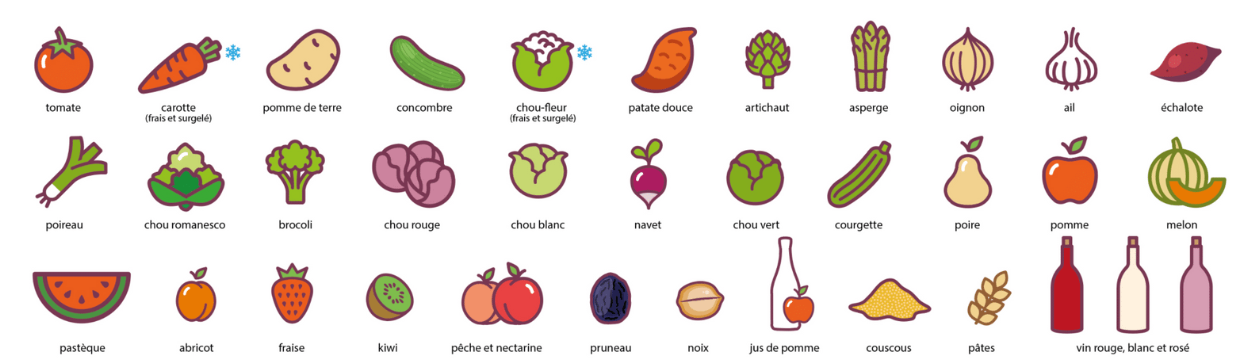 tomate
carotte
(frais et surgelé)
pomme de terre
concombre
chou-fleur
(frais et surgelé)
patate douce
artichaut
asperge
oignon
ail
échalote
poireau
chou romanesco
brocoli
chou rouge
chou blanc
navet
chou vert
courgette
poire
pomme
melon
pastèque
abricot
fraise
kiwi
pêche et nectarine
pruneau
noix
jus de pomme
couscous
pâtes
vin rouge, blanc et rosé